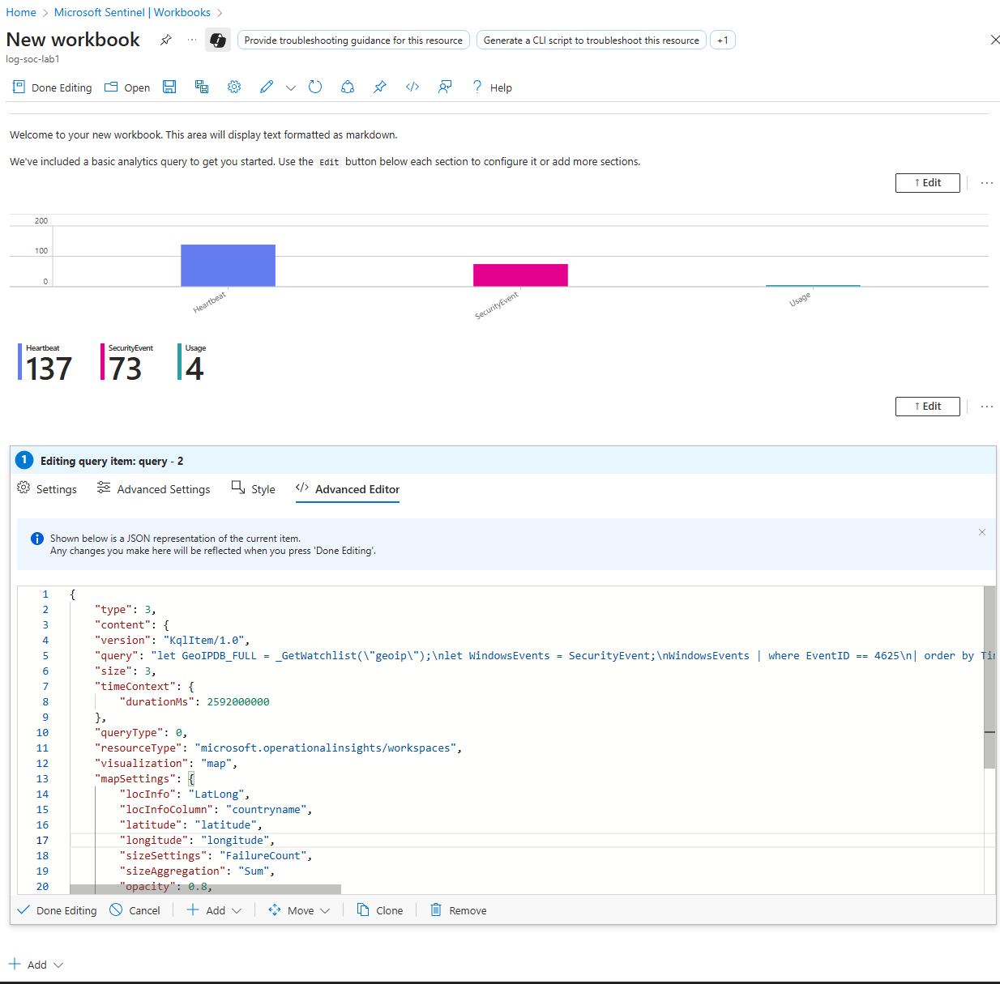 Home > Microsoft Sentinel | Workbooks >
New workbook ··· Provide troubleshooting guidance for this resource Generate a CLI script to troubleshoot this resource +1
log-soc-lab1
Done Editing Open ? Help
Welcome to your new workbook. This area will display text formatted as markdown.
We've included a basic analytics query to get you started. Use the Edit button below each section to configure it or add more sections.
↑ Edit ···
200
100
0
Heartbeat SecurityEvent Usage
Heartbeat SecurityEvent Usage
137 73 4
↑ Edit ···
1 Editing query item: query - 2
Settings Advanced Settings Style </> Advanced Editor
Shown below is a JSON representation of the current item.
Any changes you make here will be reflected when you press 'Done Editing'.
1 {
2 "type": 3,
3 "content": {
4 "version": "KqlItem/1.0",
5 "query": "let GeoIPDB_FULL = _GetWatchlist(\"geoip\");\nlet WindowsEvents = SecurityEvent;\nWindowsEvents | where EventID == 4625\n| order by
6 "size": 3,
7 "timeContext": {
8 "durationMs": 2592000000
9 },
10 "queryType": 0,
11 "resourceType": "microsoft.operationalinsights/workspaces",
12 "visualization": "map",
13 "mapSettings": {
14 "locInfo": "LatLong",
15 "locInfoColumn": "countryname",
16 "latitude": "latitude",
17 "longitude": "longitude",
18 "sizeSettings": "FailureCount",
19 "sizeAggregation": "Sum",
20 "opacity": 0.8,
Done Editing Cancel Add Move Clone Remove
Add